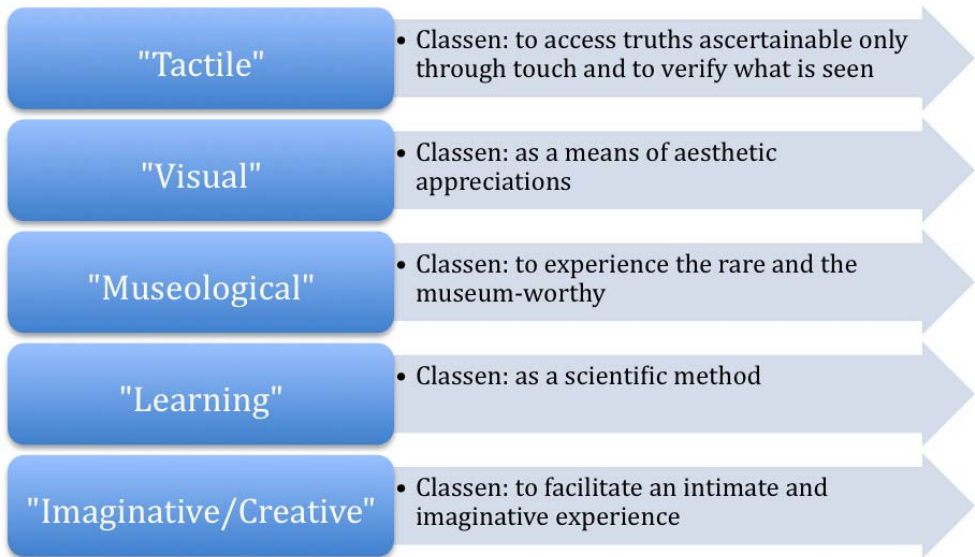 "Tactile"
• Classen: to access truths ascertainable only
through touch and to verify what is seen
"Visual"
• Classen: as a means of aesthetic
appreciations
"Museological"
• Classen: to experience the rare and the
museum-worthy
"Learning"
• Classen: as a scientific method
"Imaginative/Creative"
• Classen: to facilitate an intimate and
imaginative experience